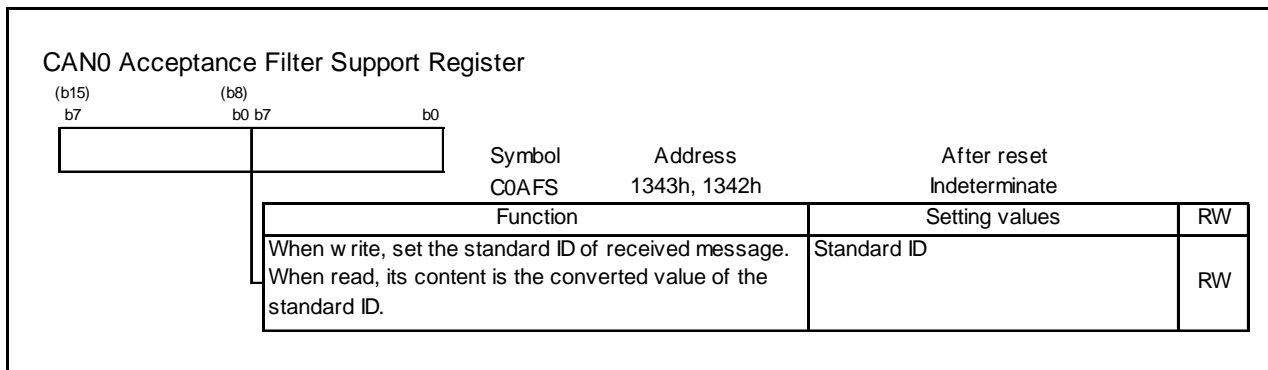 CAN0 Acceptance Filter Support Register
(b15) (b8)
b7 b0 b7 b0
Symbol Address After reset
C0AFS 1343h, 1342h Indeterminate
Function Setting values RW
When write, set the standard ID of received message. Standard ID
When read, its content is the converted value of the RW
standard ID.